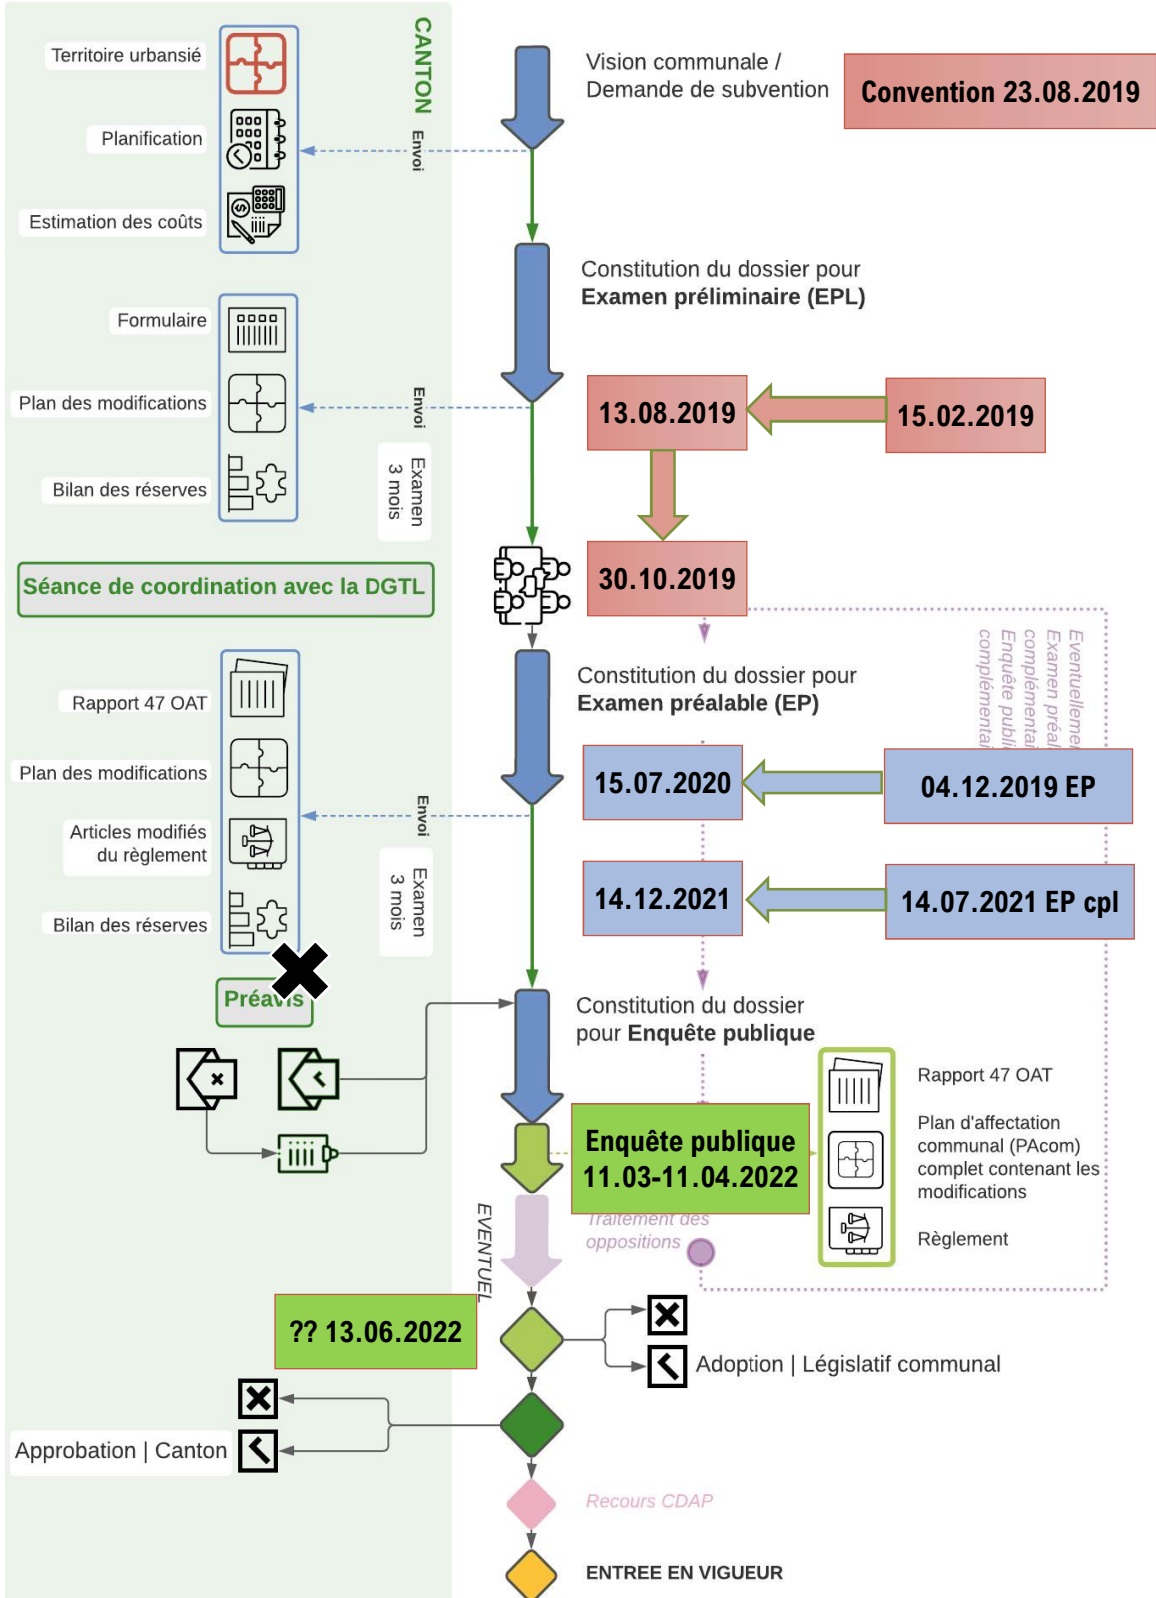 CANTON
Territoire urbansié
Planification
Estimation des coûts
Envoi
Vision communale /
Demande de subvention
Convention 23.08.2019
Constitution du dossier pour
Examen préliminaire (EPL)
Formulaire
Plan des modifications
Bilan des réserves
Envoi
Examen
3 mois
13.08.2019
15.02.2019
30.10.2019
Séance de coordination avec la DGTL
Constitution du dossier pour
Examen préalable (EP)
Rapport 47 OAT
Plan des modifications
Articles modifiés
du règlement
Bilan des réserves
Envoi
Examen
3 mois
15.07.2020
04.12.2019 EP
14.12.2021
14.07.2021 EP cpl
Préavis
Constitution du dossier
pour Enquête publique
Enquête publique
11.03-11.04.2022
Rapport 47 OAT
Plan d'affectation
communal (PAcom)
complet contenant les
modifications
Règlement
EVENTUEL
Traitement des
oppositions
?? 13.06.2022
Adoption | Législatif communal
Approbation | Canton
Recours CDAP
ENTREE EN VIGUEUR